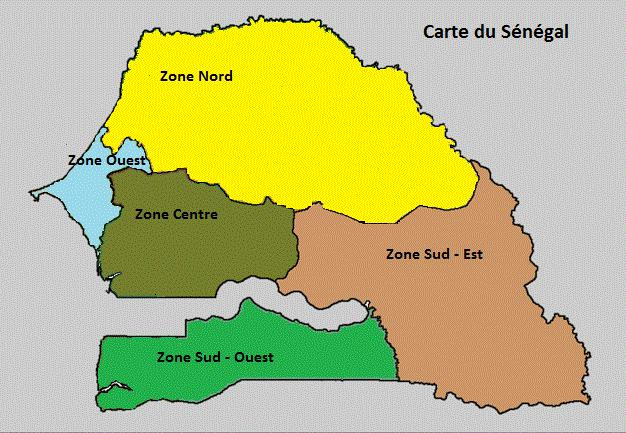 Carte du Sénégal
Zone Nord
Zone Ouest
Zone Centre
Zone Sud - Est
Zone Sud - Ouest